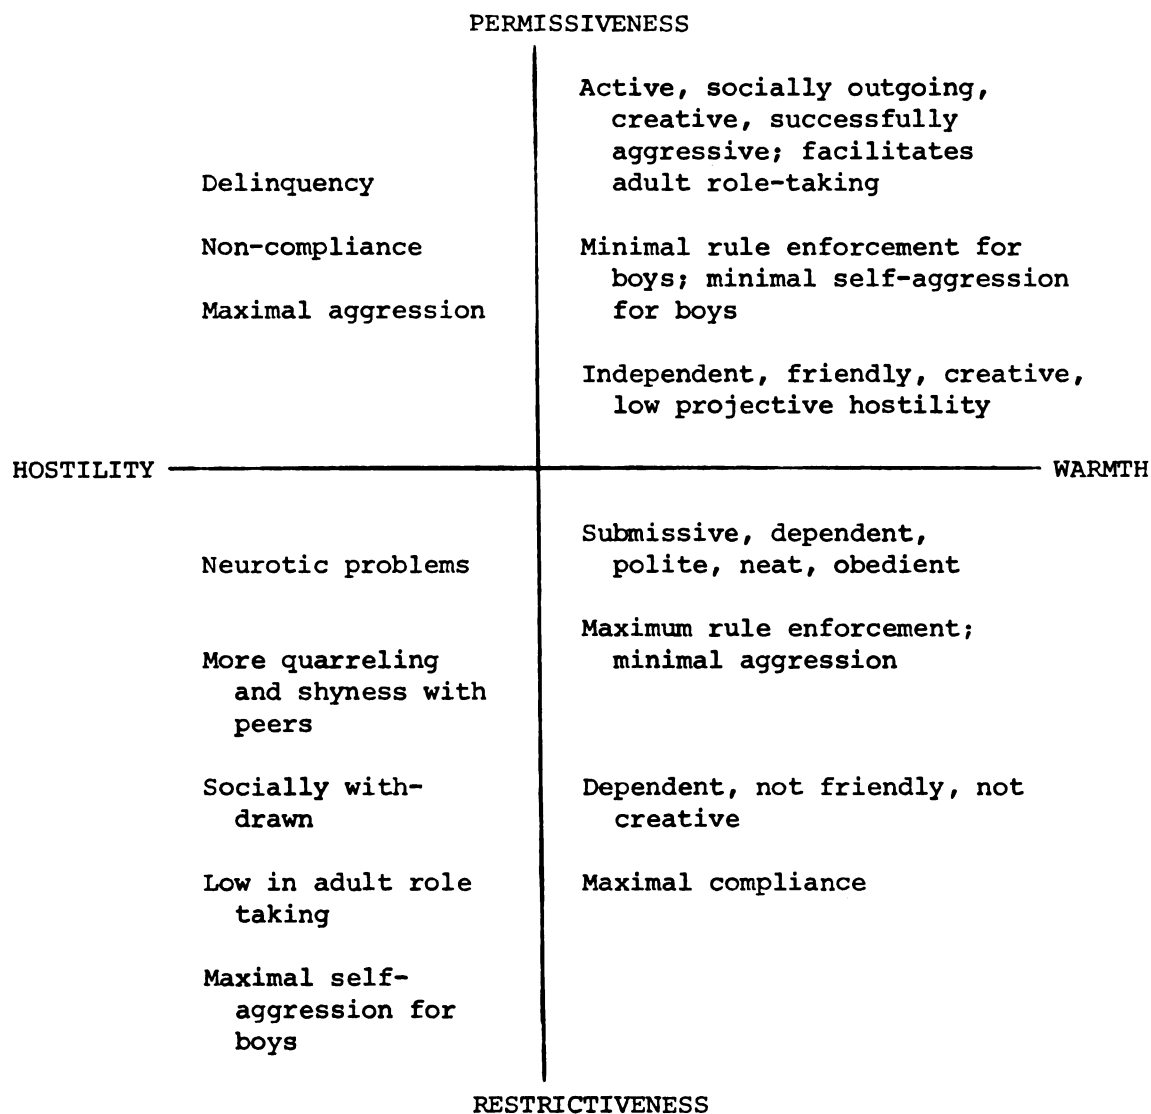 PERMISSIVENESS
Active, socially outgoing,
creative, successfully
aggressive; facilitates
adult role-taking
Delinquency
Non-compliance
Maximal aggression
Minimal rule enforcement for
boys; minimal self-aggression
for boys
Independent, friendly, creative,
low projective hostility
HOSTILITY
WARMTH
Neurotic problems
More quarreling
and shyness with
peers
Socially with-
drawn
Low in adult role
taking
Maximal self-
aggression for
boys
Submissive, dependent,
polite, neat, obedient
Maximum rule enforcement;
minimal aggression
Dependent, not friendly, not
creative
Maximal compliance
RESTRICTIVENESS